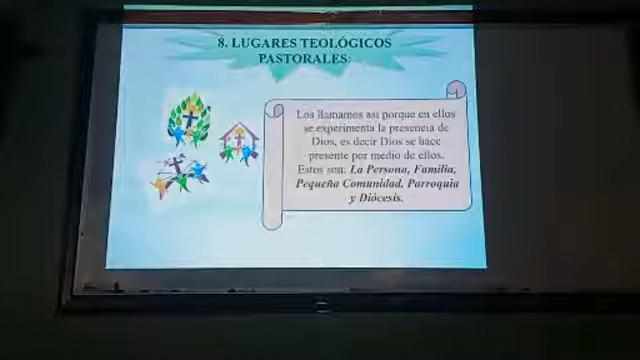 8. LUGARES TEOLÓGICOS
PASTORALES:
Los llamamos así porque en ellos
se experimenta la presencia de
Dios, es decir Dios se hace
presente por medio de ellos.
Estos son: La Persona, Familia,
Pequeña Comunidad, Parroquia
y Diócesis.